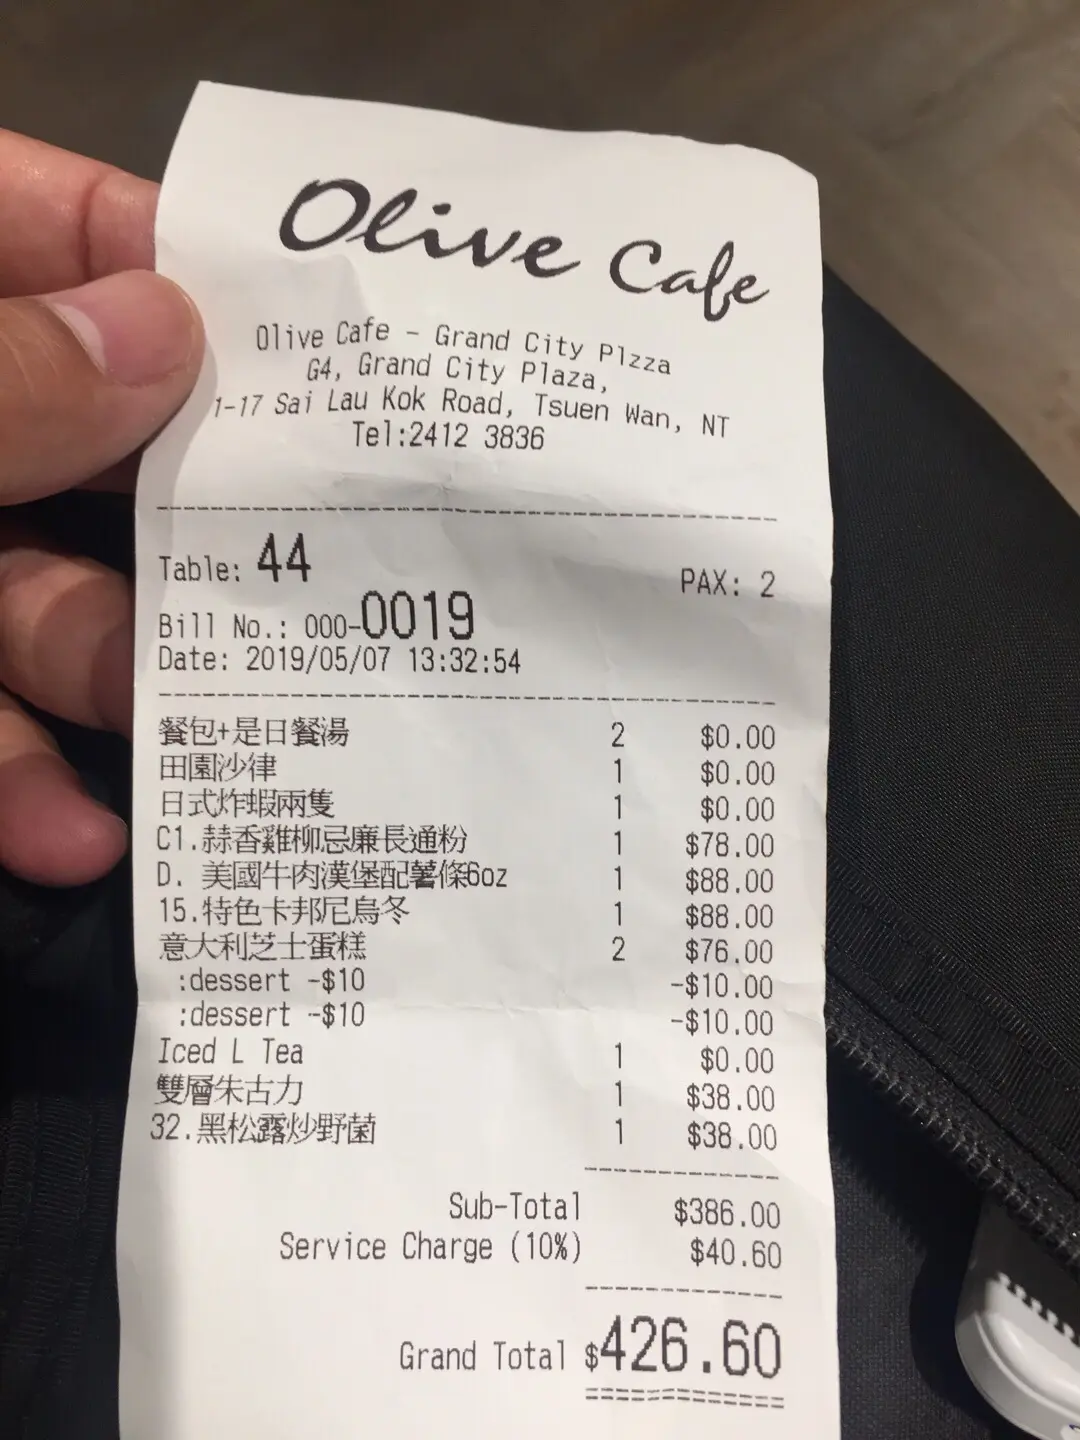 Olive Cafe
Olive Cafe - Grand City Plzza
G4, Grand City Plaza,
1-17 Sai Lau Kok Road, Tsuen Wan, NT
Tel:2412 3836
Table: 44 PAX: 2
Bill No.: 000-0019
Date: 2019/05/07 13:32:54
餐包+是日餐湯 2 $0.00
田園沙律 1 $0.00
日式炸蝦兩隻 1 $0.00
C1.蒜香雞柳忌廉長通粉 1 $78.00
D. 美國牛肉漢堡配薯條6oz 1 $88.00
15.特色卡邦尼烏冬 1 $88.00
意大利芝士蛋糕 2 $76.00
:dessert -$10 -$10.00
:dessert -$10 -$10.00
Iced L Tea 1 $0.00
雙層朱古力 1 $38.00
32.黑松露炒野菌 1 $38.00
Sub-Total $386.00
Service Charge (10%) $40.60
Grand Total $426.60